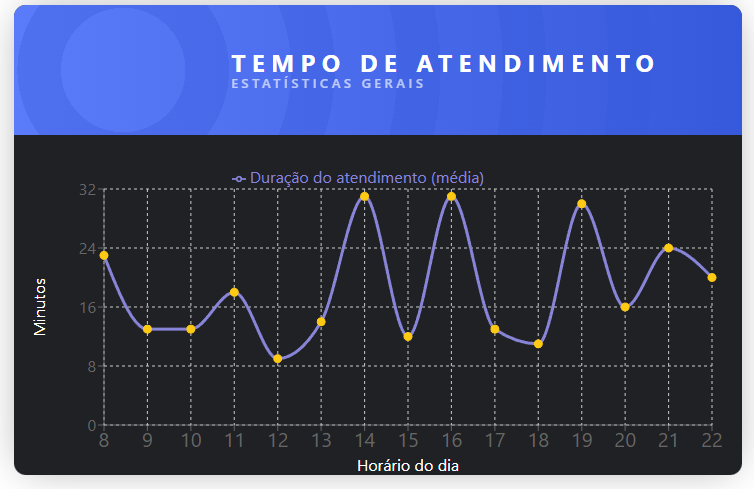 TEMPO DE ATENDIMENTO
ESTATÍSTICAS GERAIS
Duração do atendimento (média)
32
24
16
8
0
Minutos
8 9 10 11 12 13 14 15 16 17 18 19 20 21 22
Horário do dia